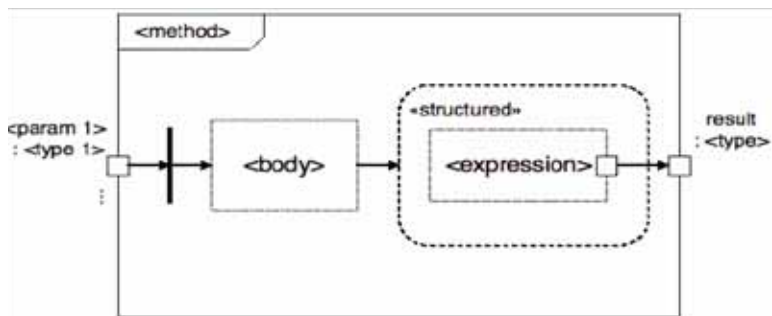 <method>
«structured»
<param 1>
: <type 1>
...
<body>
<expression>
result
: <type>